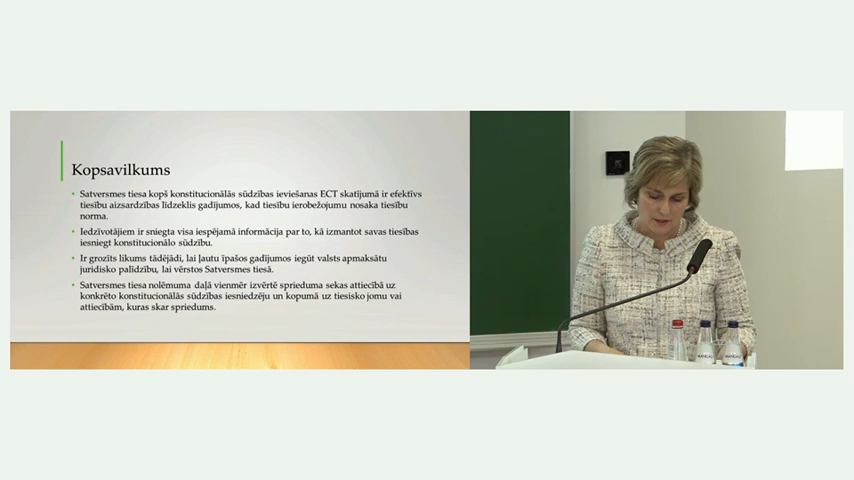 Kopsavilkums
• Satversmes tiesa kopš konstitucionālās sūdzības ieviešanas ECT skatījumā ir efektīvs
tiesību aizsardzības līdzeklis gadījumos, kad tiesību ierobežojumu nosaka tiesību
norma.
• Iedzīvotājiem ir sniegta visa iespējamā informācija par to, kā izmantot savas tiesības
iesniegt konstitucionālo sūdzību.
• Ir grozīts likums tādējādi, lai ļautu īpašos gadījumos iegūt valsts apmaksātu
juridisko palīdzību, lai vērstos Satversmes tiesā.
• Satversmes tiesa nolēmuma daļā vienmēr izvērtē sprieduma sekas attiecībā uz
konkrēto konstitucionālās sūdzības iesniedzēju un kopumā uz tiesisko jomu vai
attiecībām, kuras skar spriedums.